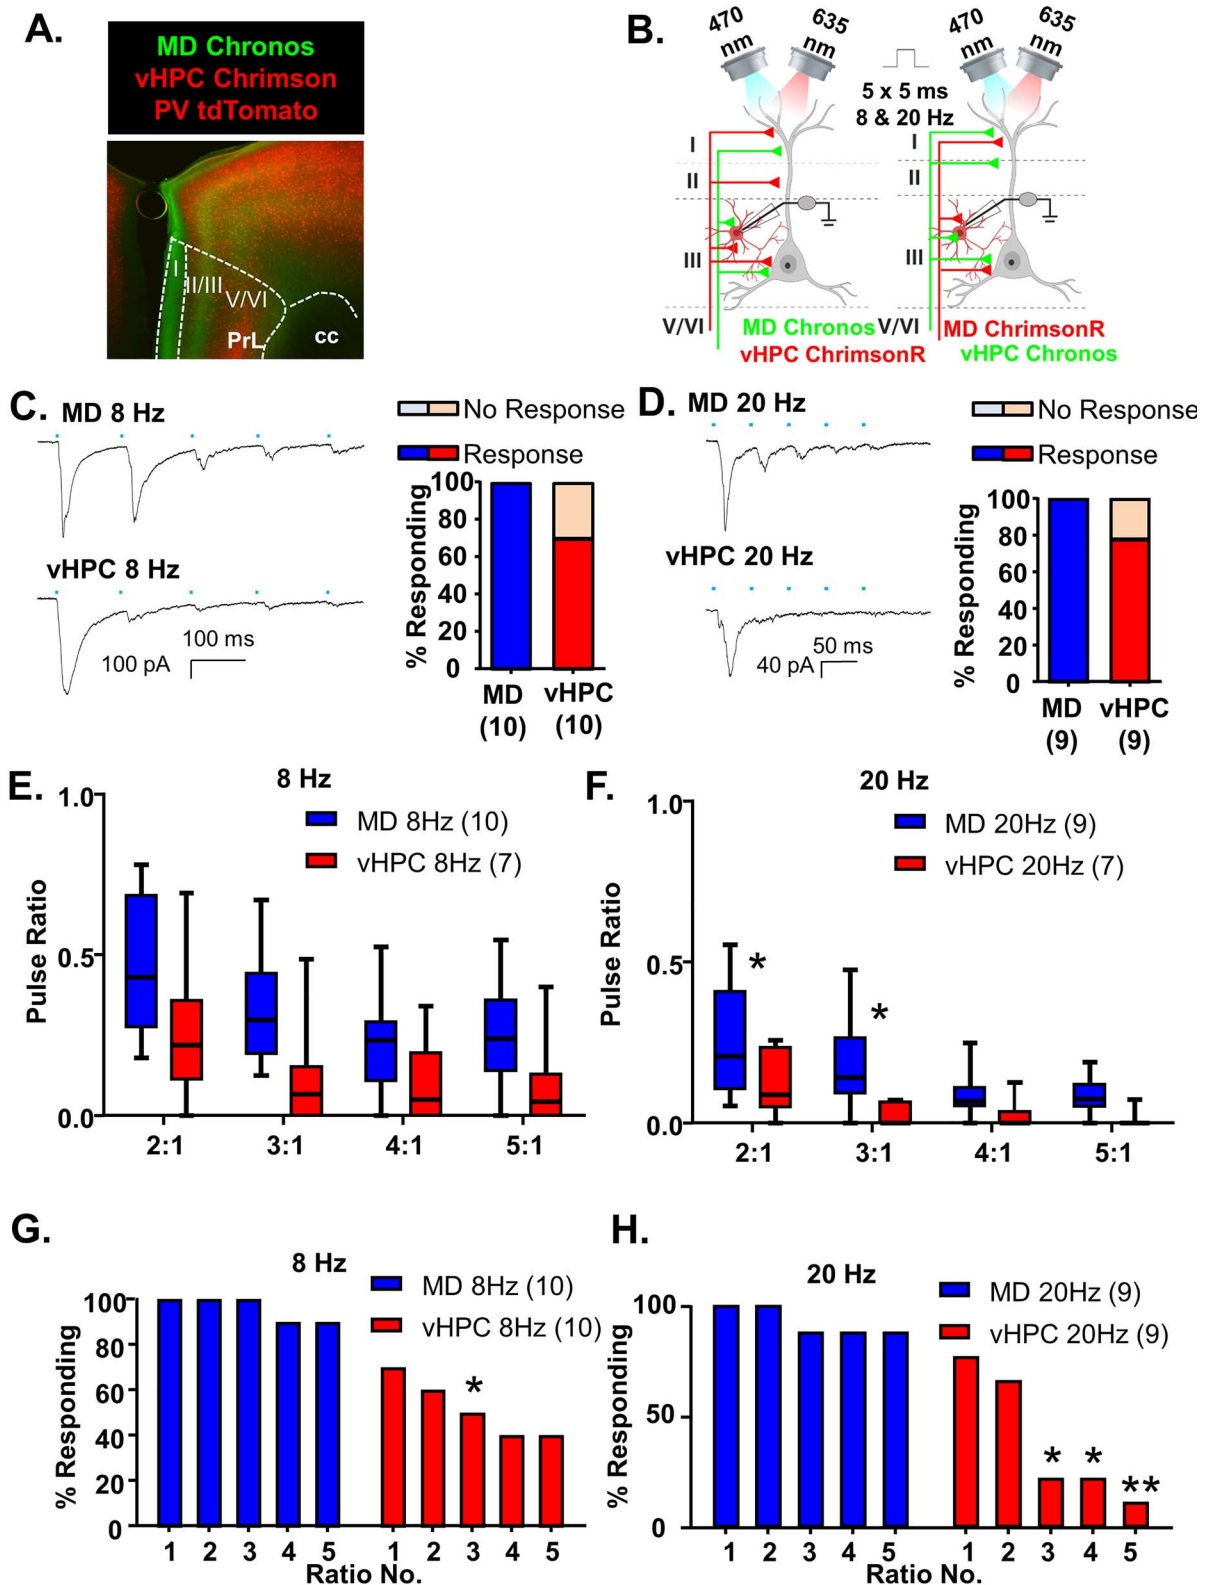 A.
MD Chronos
vHPC Chrimson
PV tdTomato
I
II/III
V/VI
PrL
cc
B.
470 nm
635 nm
470 nm
635 nm
5 x 5 ms
8 & 20 Hz
I
II
III
V/VI
MD Chronos
vHPC ChrimsonR
I
II
III
V/VI
MD ChrimsonR
vHPC Chronos
C.
MD 8 Hz
vHPC 8 Hz
100 ms
100 pA
No Response
Response
% Responding
100
80
60
40
20
0
MD
(10)
vHPC
(10)
D.
MD 20 Hz
vHPC 20 Hz
50 ms
40 pA
No Response
Response
% Responding
100
80
60
40
20
0
MD
(9)
vHPC
(9)
E.
8 Hz
MD 8Hz (10)
vHPC 8Hz (7)
Pulse Ratio
1.0
0.5
0.0
2:1 3:1 4:1 5:1
F.
20 Hz
MD 20Hz (9)
vHPC 20Hz (7)
Pulse Ratio
1.0
0.5
0.0
*
*
2:1 3:1 4:1 5:1
G.
8 Hz
MD 8Hz (10)
vHPC 8Hz (10)
% Responding
100
80
60
40
20
0
*
1 2 3 4 5 1 2 3 4 5
Ratio No.
H.
20 Hz
MD 20Hz (9)
vHPC 20Hz (9)
% Responding
100
50
0
* * **
1 2 3 4 5 1 2 3 4 5
Ratio No.